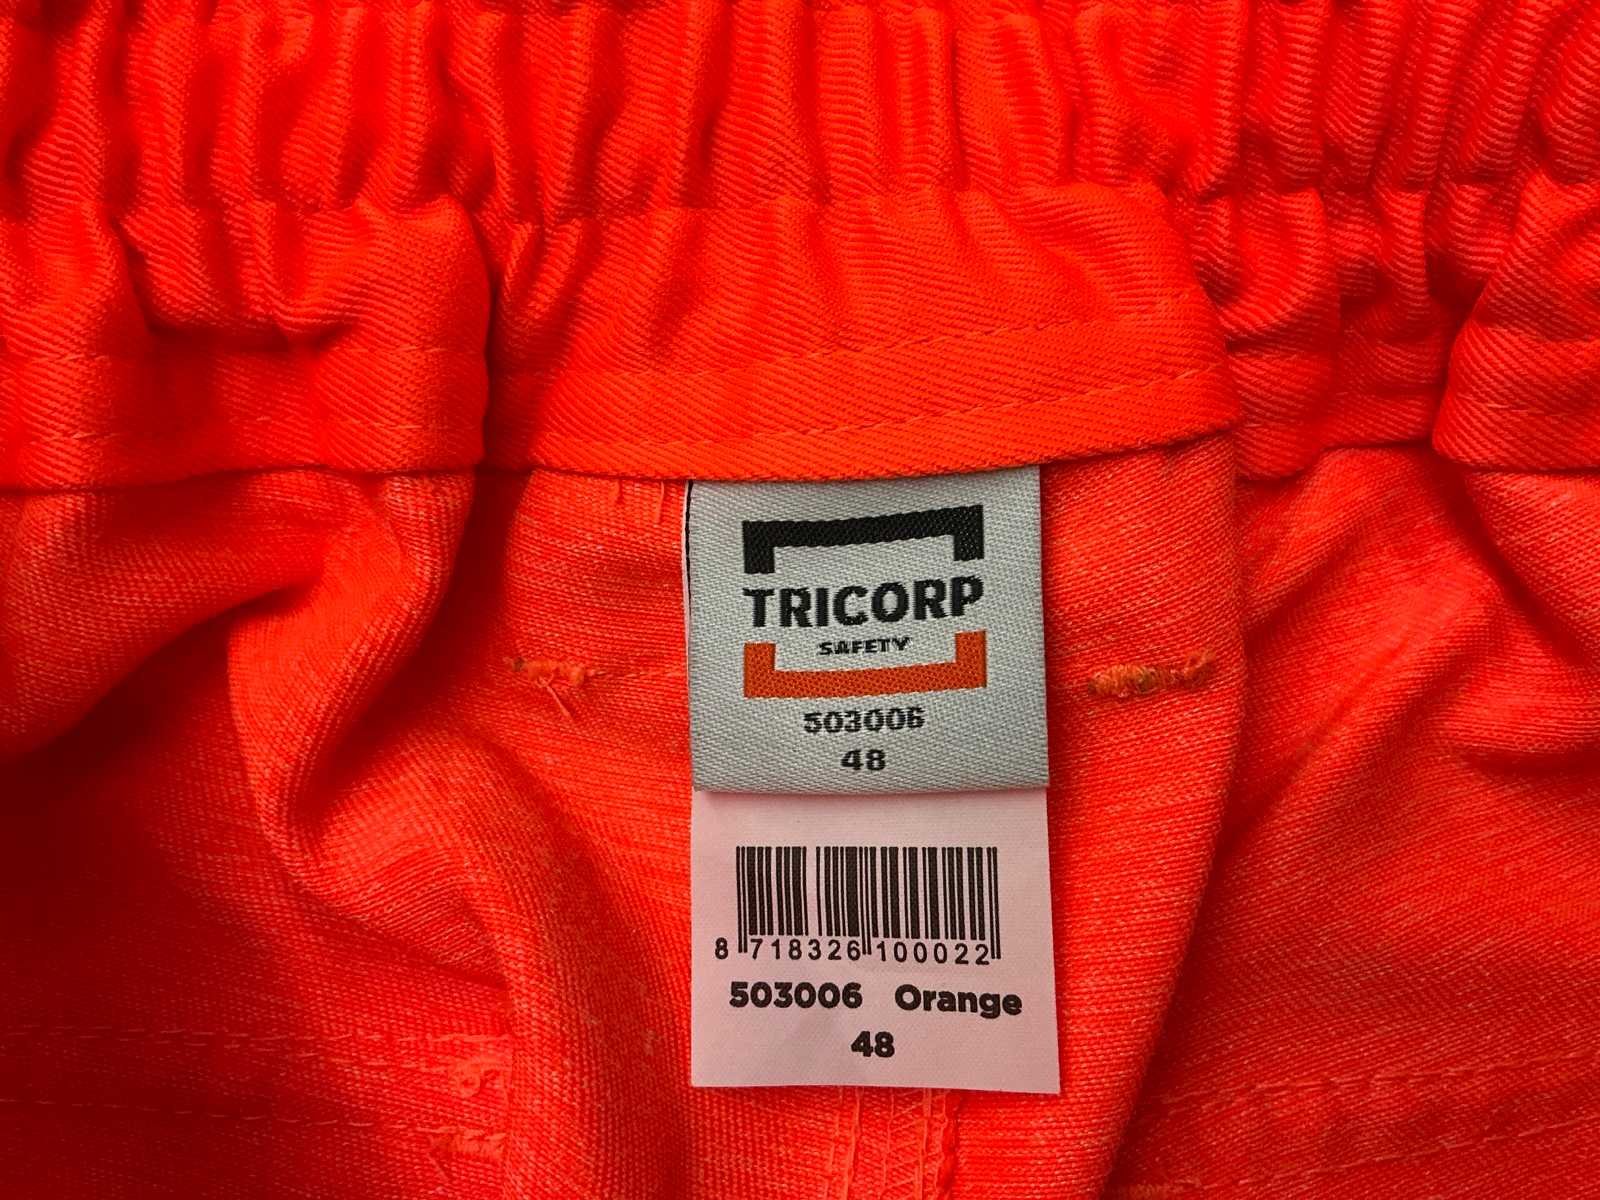 TRICORP
SAFETY
503006
48
8 718326 100022
503006 Orange
48